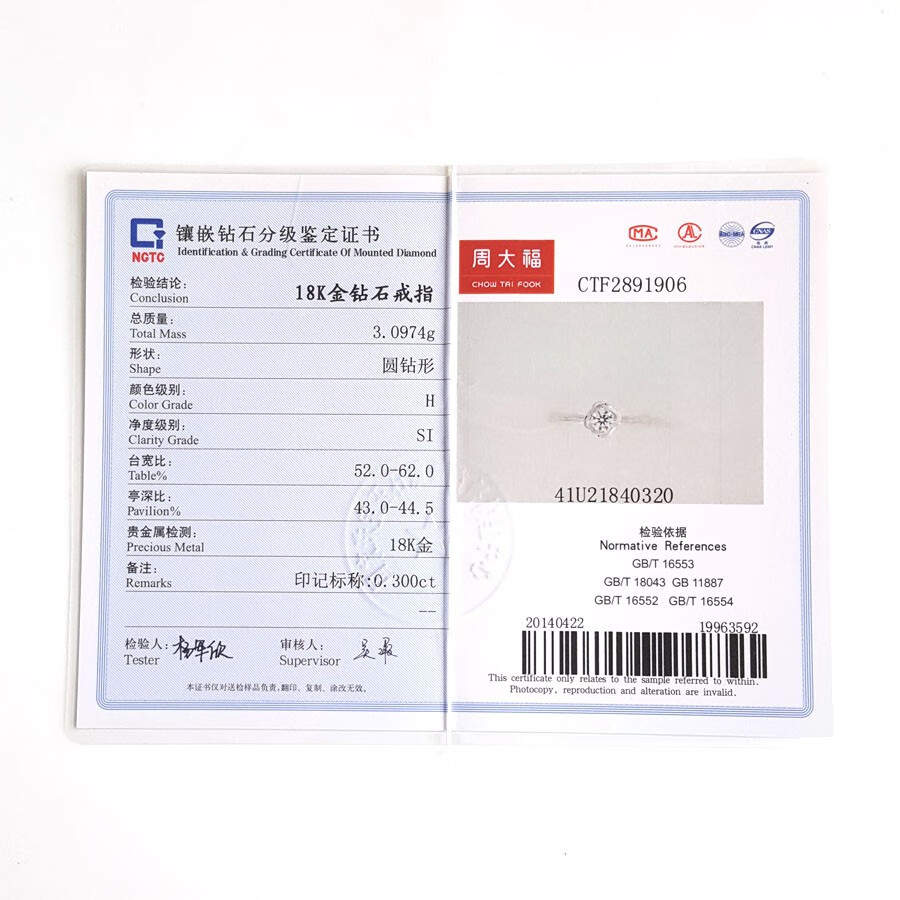 NGTC
镶嵌钻石分级鉴定证书
Identification & Grading Certificate Of Mounted Diamond
检验结论:
Conclusion
18K金钻石戒指
总质量:
Total Mass
3.0974g
形状:
Shape
圆钻形
颜色级别:
Color Grade
H
净度级别:
Clarity Grade
SI
台宽比:
Table%
52.0-62.0
亭深比:
Pavilion%
43.0-44.5
贵金属检测:
Precious Metal
18K金
备注:
Remarks
印记标称:0.300ct
--
检验人:
Tester
审核人:
Supervisor
本证书仅对送检样品负责,翻印、复制、涂改无效。
周大福
CHOW TAI FOOK
MA
AL
ilac-MRA
CNAS
CTF2891906
41U21840320
检验依据
Normative References
GB/T 16553
GB/T 18043 GB 11887
GB/T 16552 GB/T 16554
20140422 19963592
This certificate only relates to the sample referred to within.
Photocopy, reproduction and alteration are invalid.